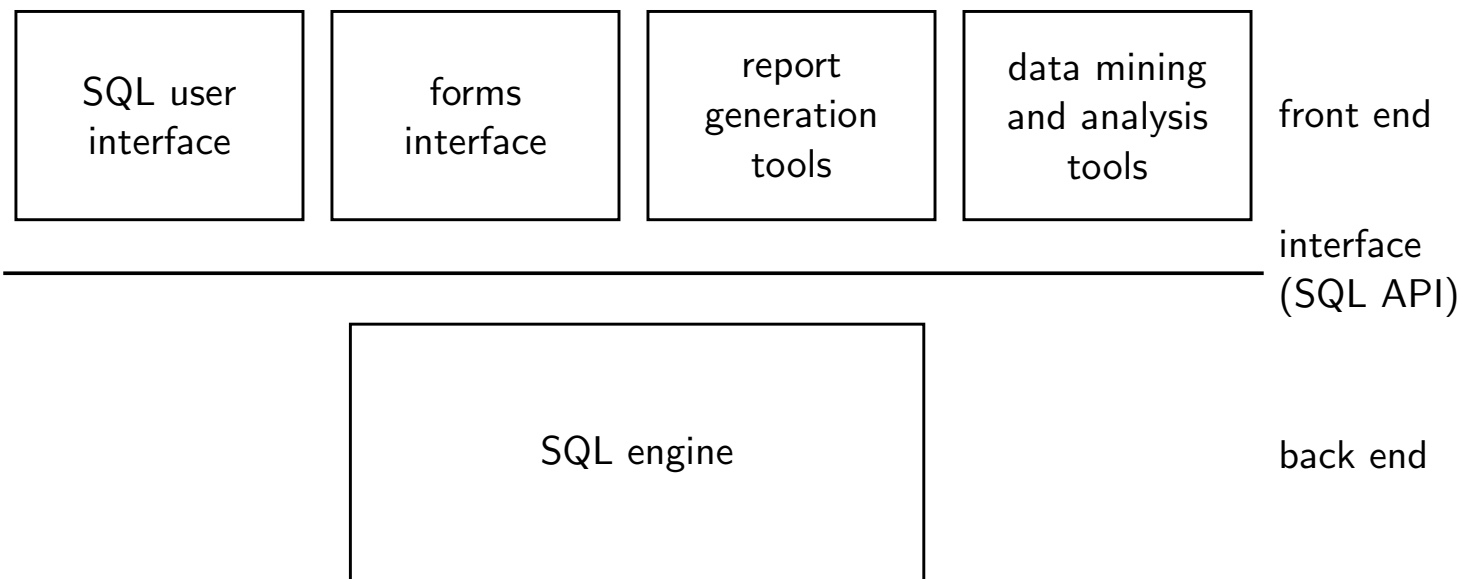 SQL user
interface
forms
interface
report
generation
tools
data mining
and analysis
tools
front end
interface
(SQL API)
SQL engine
back end